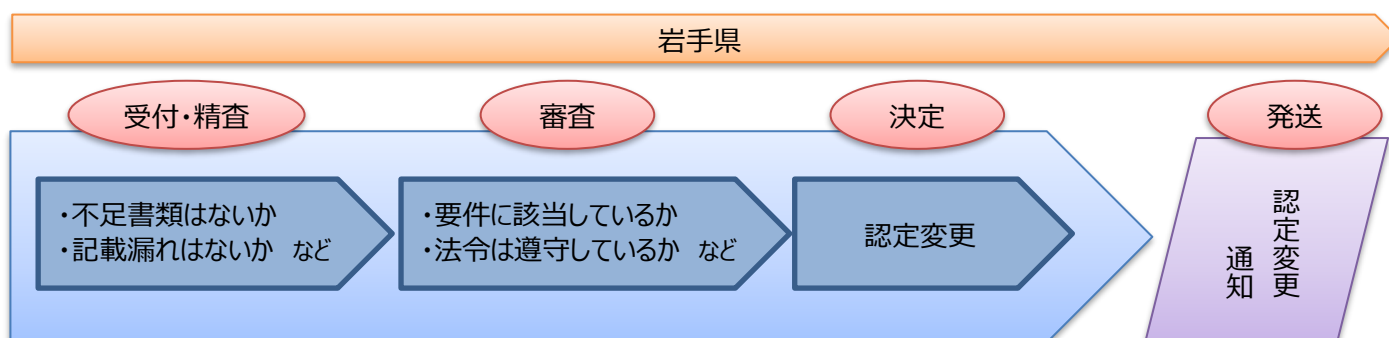 岩手県
受付・精査
審査
決定
発送
・不足書類はないか
・記載漏れはないか　など
・要件に該当しているか
・法令は遵守しているか　など
認定変更
認定変更
通知